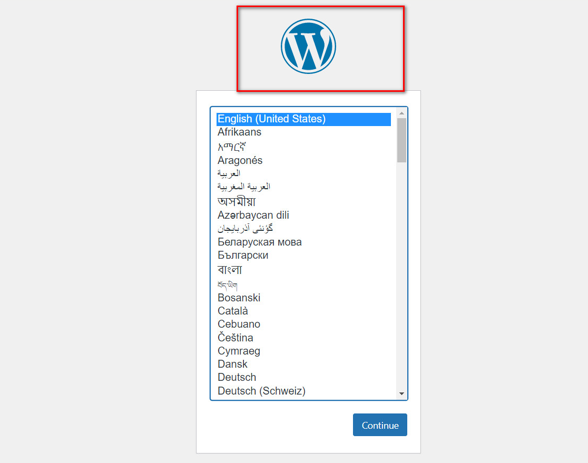 English (United States)
Afrikaans
አማርኛ
Aragonés
العربية
العربية المغربية
অসমীয়া
Azərbaycan dili
گؤنئی آذربایجان
Беларуская мова
Български
বাংলা
བོད་ཡིག
Bosanski
Català
Cebuano
Čeština
Cymraeg
Dansk
Deutsch
Deutsch (Schweiz)
Continue